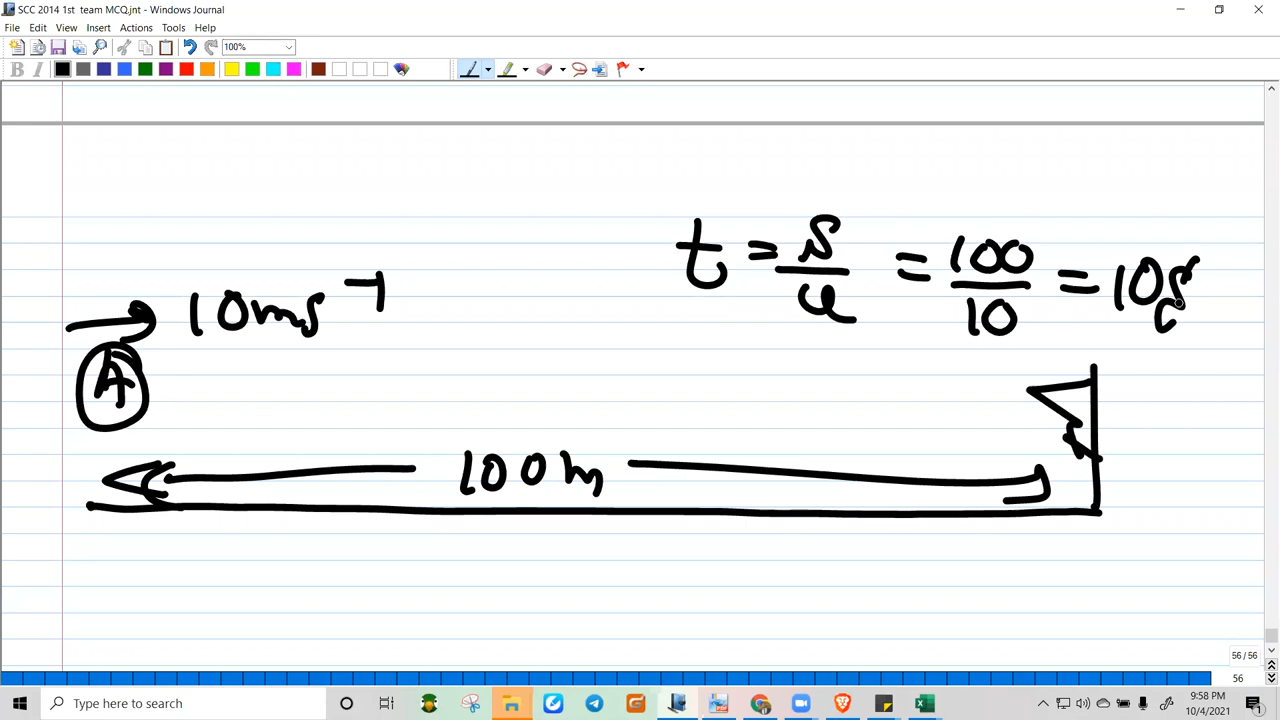 SCC 2014 1st team MCQ.jnt - Windows Journal
File Edit View Insert Actions Tools Help
100%
B I
t = s/u = 100/10 = 10s
10ms⁻¹
A
100m
56 / 56
56
Type here to search
9:58 PM
10/4/2021